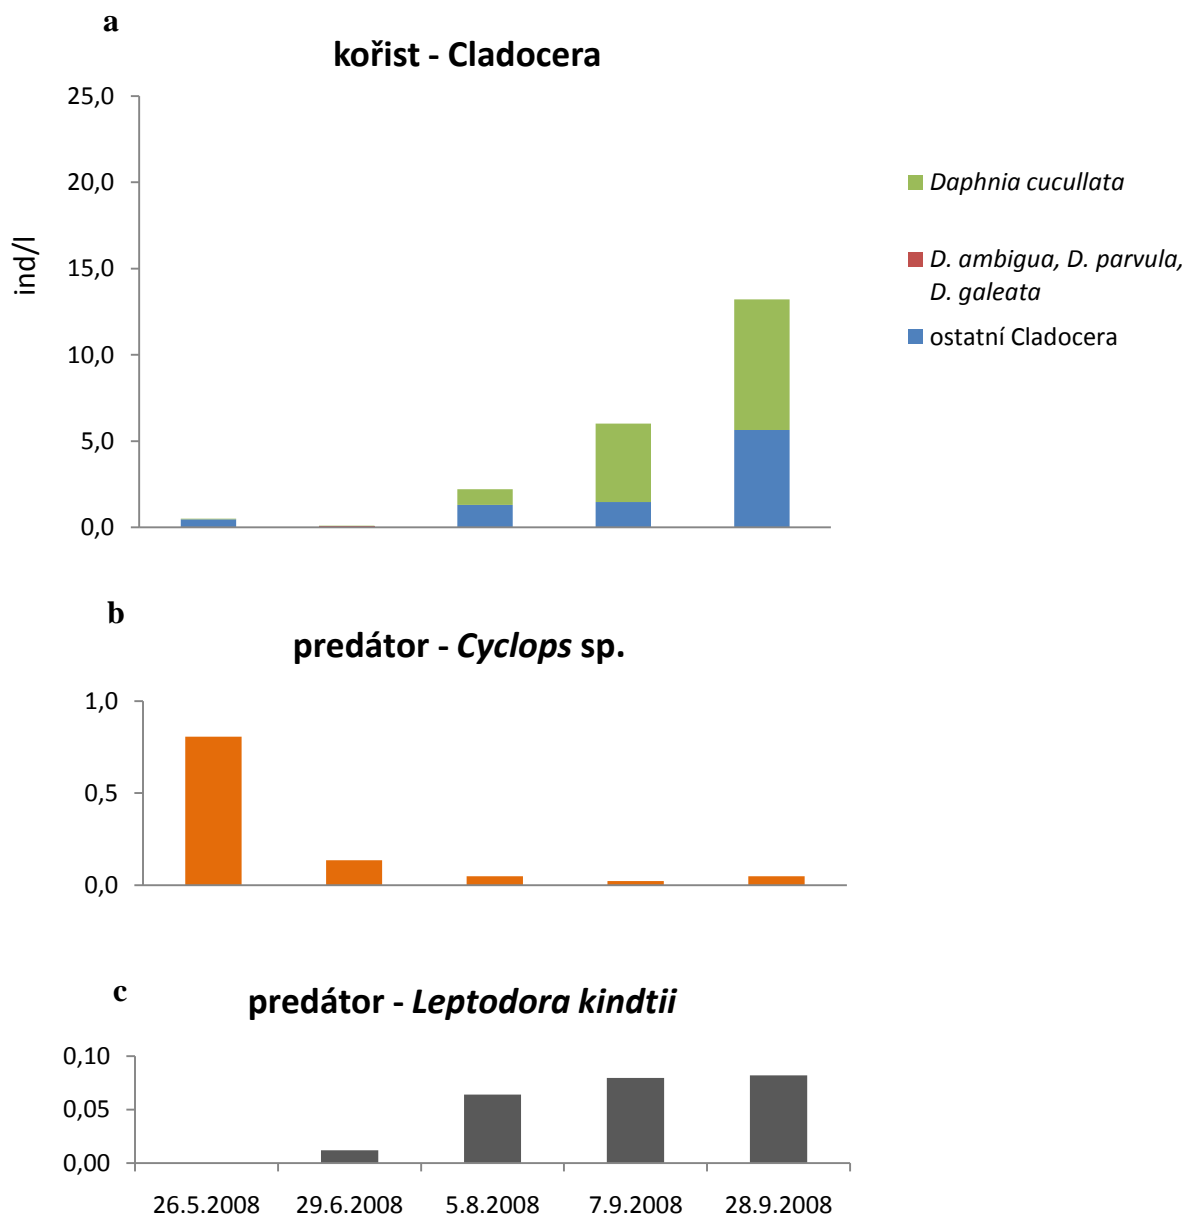 a
kořist - Cladocera
25,0
20,0
15,0
10,0
5,0
0,0
ind/l
Daphnia cucullata
D. ambigua, D. parvula,
D. galeata
ostatní Cladocera
b
predátor - Cyclops sp.
1,0
0,5
0,0
c
predátor - Leptodora kindtii
0,10
0,05
0,00
26.5.2008 29.6.2008 5.8.2008 7.9.2008 28.9.2008